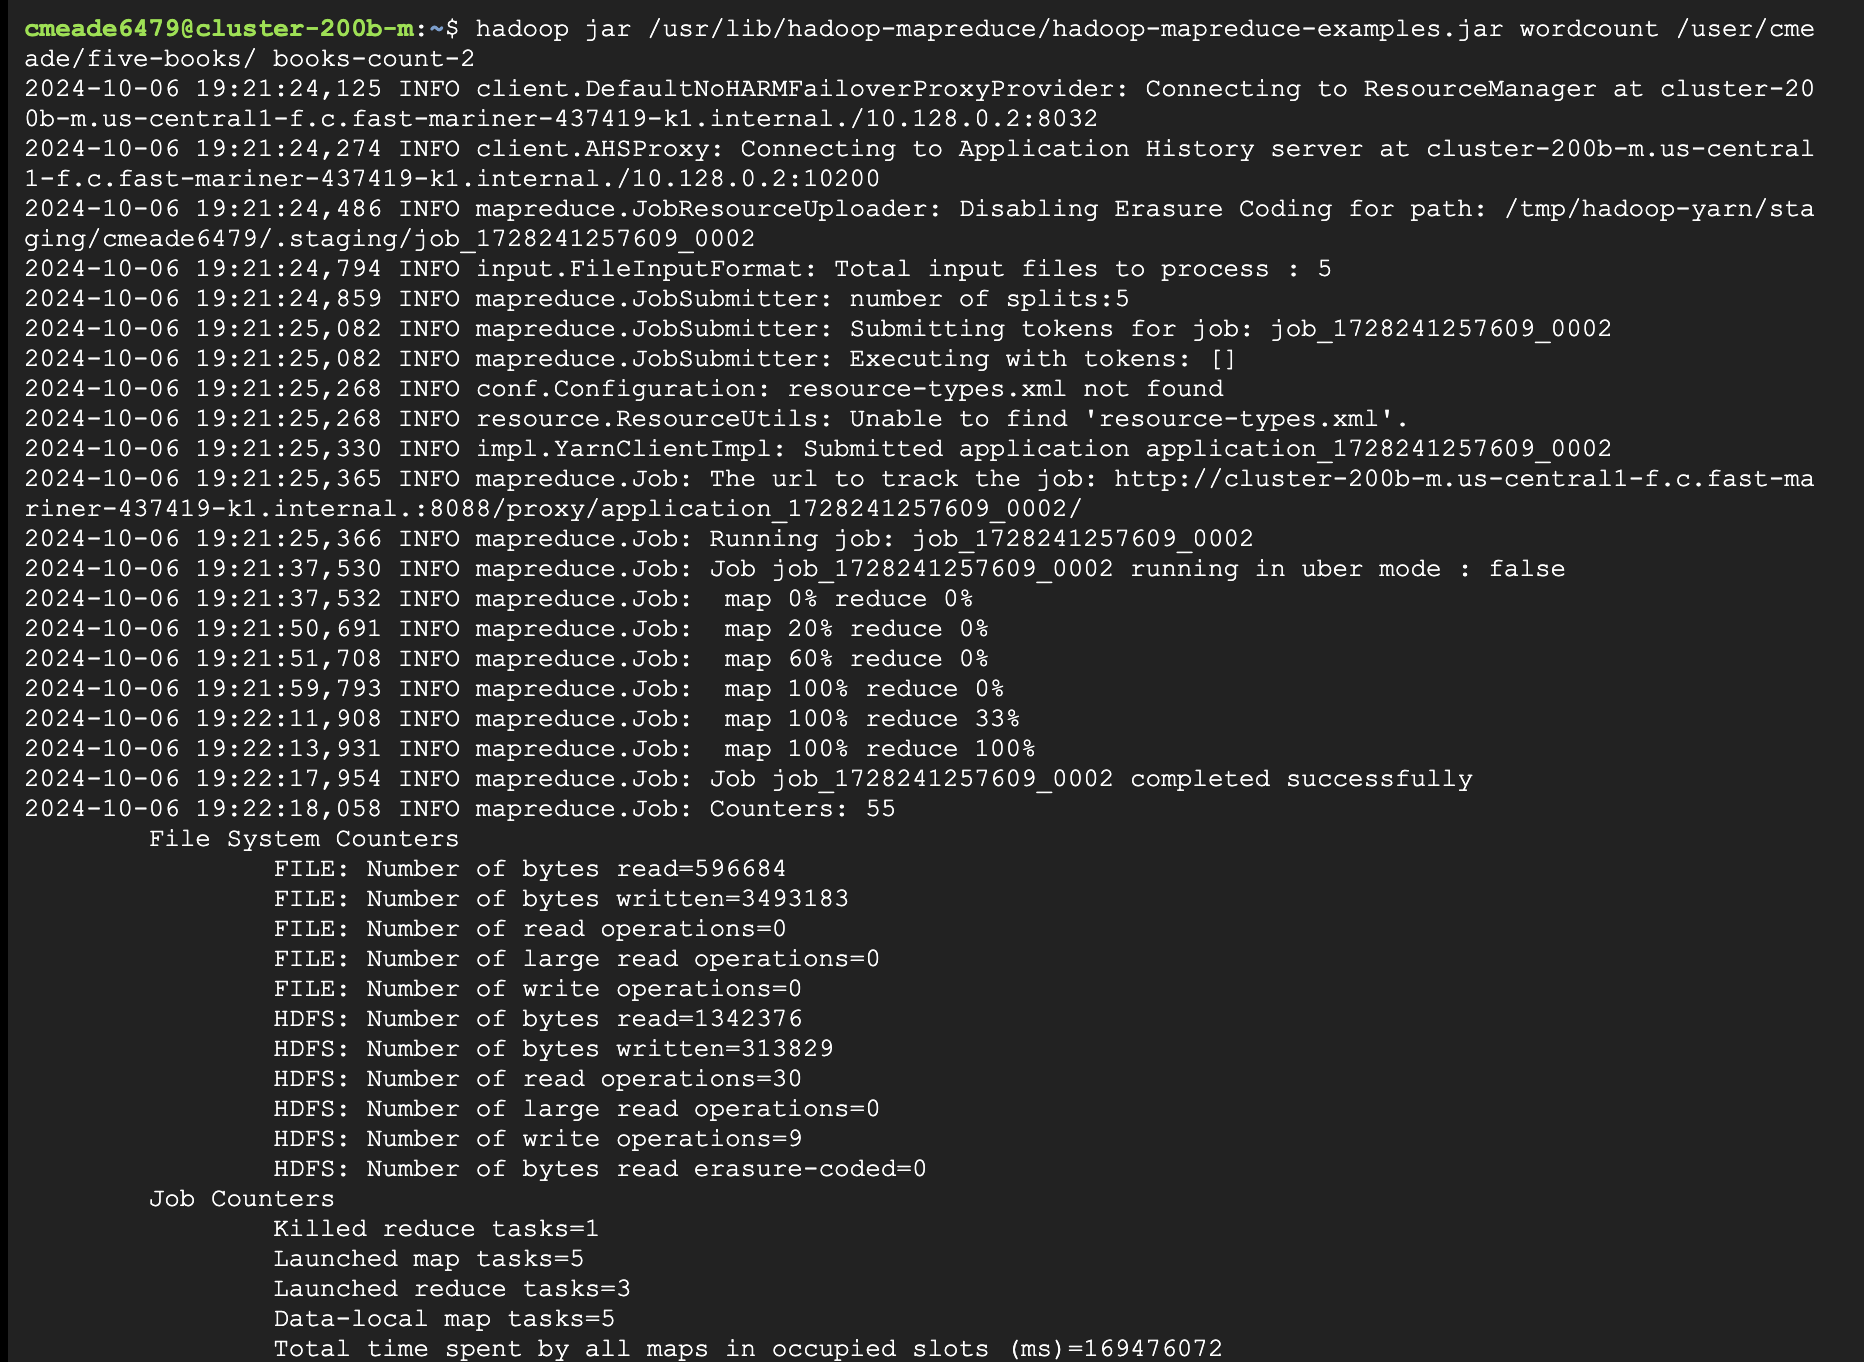 cmeade6479@cluster-200b-m:~$ hadoop jar /usr/lib/hadoop-mapreduce/hadoop-mapreduce-examples.jar wordcount /user/cme
ade/five-books/ books-count-2
2024-10-06 19:21:24,125 INFO client.DefaultNoHARMFailoverProxyProvider: Connecting to ResourceManager at cluster-20
0b-m.us-central1-f.c.fast-mariner-437419-k1.internal./10.128.0.2:8032
2024-10-06 19:21:24,274 INFO client.AHSProxy: Connecting to Application History server at cluster-200b-m.us-central
1-f.c.fast-mariner-437419-k1.internal./10.128.0.2:10200
2024-10-06 19:21:24,486 INFO mapreduce.JobResourceUploader: Disabling Erasure Coding for path: /tmp/hadoop-yarn/sta
ging/cmeade6479/.staging/job_1728241257609_0002
2024-10-06 19:21:24,794 INFO input.FileInputFormat: Total input files to process : 5
2024-10-06 19:21:24,859 INFO mapreduce.JobSubmitter: number of splits:5
2024-10-06 19:21:25,082 INFO mapreduce.JobSubmitter: Submitting tokens for job: job_1728241257609_0002
2024-10-06 19:21:25,082 INFO mapreduce.JobSubmitter: Executing with tokens: []
2024-10-06 19:21:25,268 INFO conf.Configuration: resource-types.xml not found
2024-10-06 19:21:25,268 INFO resource.ResourceUtils: Unable to find 'resource-types.xml'.
2024-10-06 19:21:25,330 INFO impl.YarnClientImpl: Submitted application application_1728241257609_0002
2024-10-06 19:21:25,365 INFO mapreduce.Job: The url to track the job: http://cluster-200b-m.us-central1-f.c.fast-ma
riner-437419-k1.internal.:8088/proxy/application_1728241257609_0002/
2024-10-06 19:21:25,366 INFO mapreduce.Job: Running job: job_1728241257609_0002
2024-10-06 19:21:37,530 INFO mapreduce.Job: Job job_1728241257609_0002 running in uber mode : false
2024-10-06 19:21:37,532 INFO mapreduce.Job:  map 0% reduce 0%
2024-10-06 19:21:50,691 INFO mapreduce.Job:  map 20% reduce 0%
2024-10-06 19:21:51,708 INFO mapreduce.Job:  map 60% reduce 0%
2024-10-06 19:21:59,793 INFO mapreduce.Job:  map 100% reduce 0%
2024-10-06 19:22:11,908 INFO mapreduce.Job:  map 100% reduce 33%
2024-10-06 19:22:13,931 INFO mapreduce.Job:  map 100% reduce 100%
2024-10-06 19:22:17,954 INFO mapreduce.Job: Job job_1728241257609_0002 completed successfully
2024-10-06 19:22:18,058 INFO mapreduce.Job: Counters: 55
File System Counters
FILE: Number of bytes read=596684
FILE: Number of bytes written=3493183
FILE: Number of read operations=0
FILE: Number of large read operations=0
FILE: Number of write operations=0
HDFS: Number of bytes read=1342376
HDFS: Number of bytes written=313829
HDFS: Number of read operations=30
HDFS: Number of large read operations=0
HDFS: Number of write operations=9
HDFS: Number of bytes read erasure-coded=0
Job Counters
Killed reduce tasks=1
Launched map tasks=5
Launched reduce tasks=3
Data-local map tasks=5
Total time spent by all maps in occupied slots (ms)=169476072